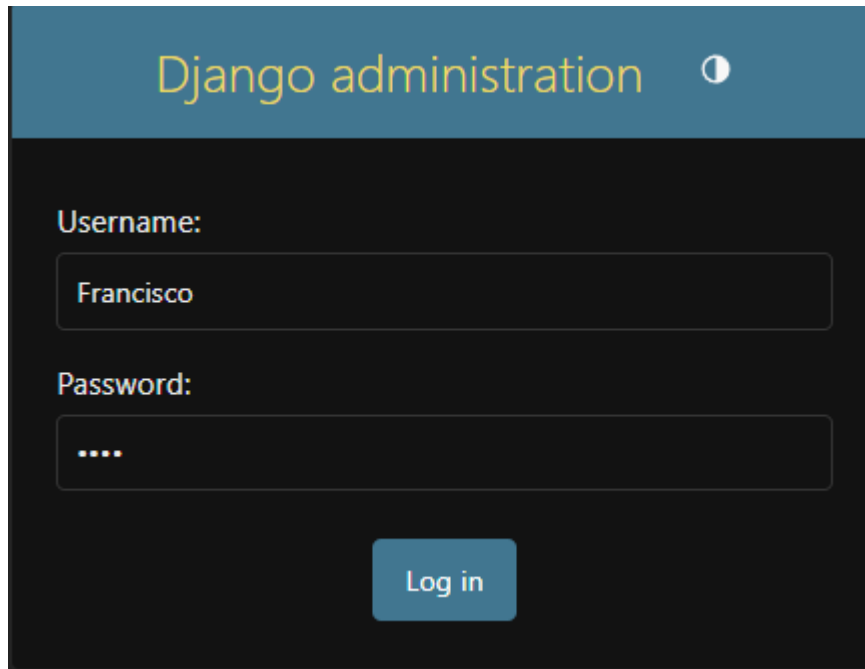 Django administration
Username:
Francisco
Password:
••••
Log in